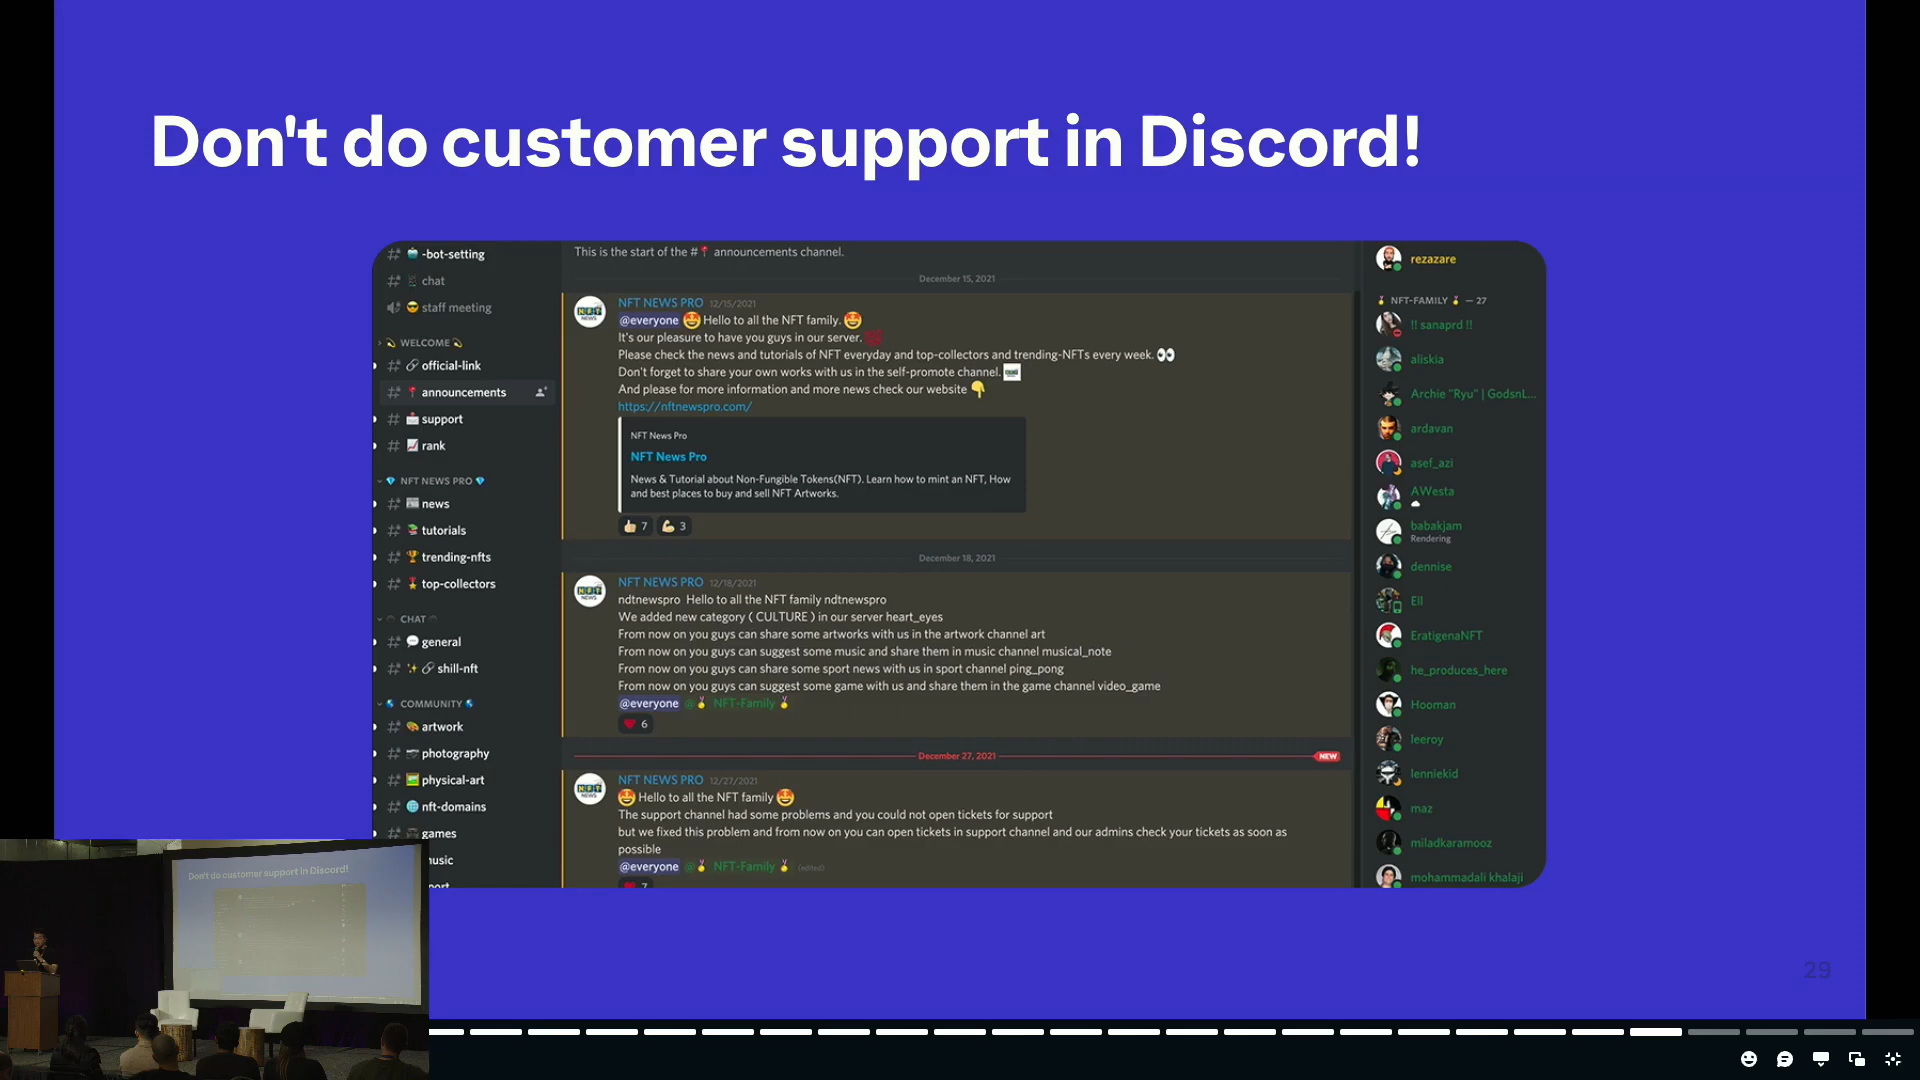 Don't do customer support in Discord!
-bot-setting
chat
staff meeting
WELCOME
official-link
announcements
support
rank
NFT NEWS PRO
news
tutorials
trending-nfts
top-collectors
CHAT
general
shill-nft
COMMUNITY
artwork
photography
physical-art
nft-domains
games
This is the start of the # announcements channel.
December 15, 2021
NFT NEWS PRO 12/15/2021
@everyone Hello to all the NFT family.
It's our pleasure to have you guys in our server.
Please check the news and tutorials of NFT everyday and top-collectors and trending-NFTs every week.
Don't forget to share your own works with us in the self-promote channel.
And please for more information and more news check our website
https://nftnewspro.com/
NFT News Pro
NFT News Pro
News & Tutorial about Non-Fungible Tokens(NFT). Learn how to mint an NFT, How
and best places to buy and sell NFT Artworks.
7 3
December 18, 2021
NFT NEWS PRO 12/18/2021
ndtnewspro Hello to all the NFT family ndtnewspro
We added new category ( CULTURE ) in our server heart_eyes
From now on you guys can share some artworks with us in the artwork channel art
From now on you guys can suggest some music and share them in music channel musical_note
From now on you guys can share some sport news with us in sport channel ping_pong
From now on you guys can suggest some game with us and share them in the game channel video_game
@everyone @ NFT-Family
6
December 27, 2021 NEW
NFT NEWS PRO 12/27/2021
Hello to all the NFT family
The support channel had some problems and you could not open tickets for support
but we fixed this problem and from now on you can open tickets in support channel and our admins check your tickets as soon as
possible
@everyone @ NFT-Family (edited)
7
rezazare
NFT-FAMILY — 27
!! sanaprd !!
aliskia
Archie "Ryu" | GodsnL...
ardavan
asef_azi
AWesta
babakjam
Rendering
dennise
Ell
EratigenaNFT
he_produces_here
Hooman
leeroy
lenniekid
maz
miladkaramooz
mohammadali khalaji
29
Don't do customer support in Discord!